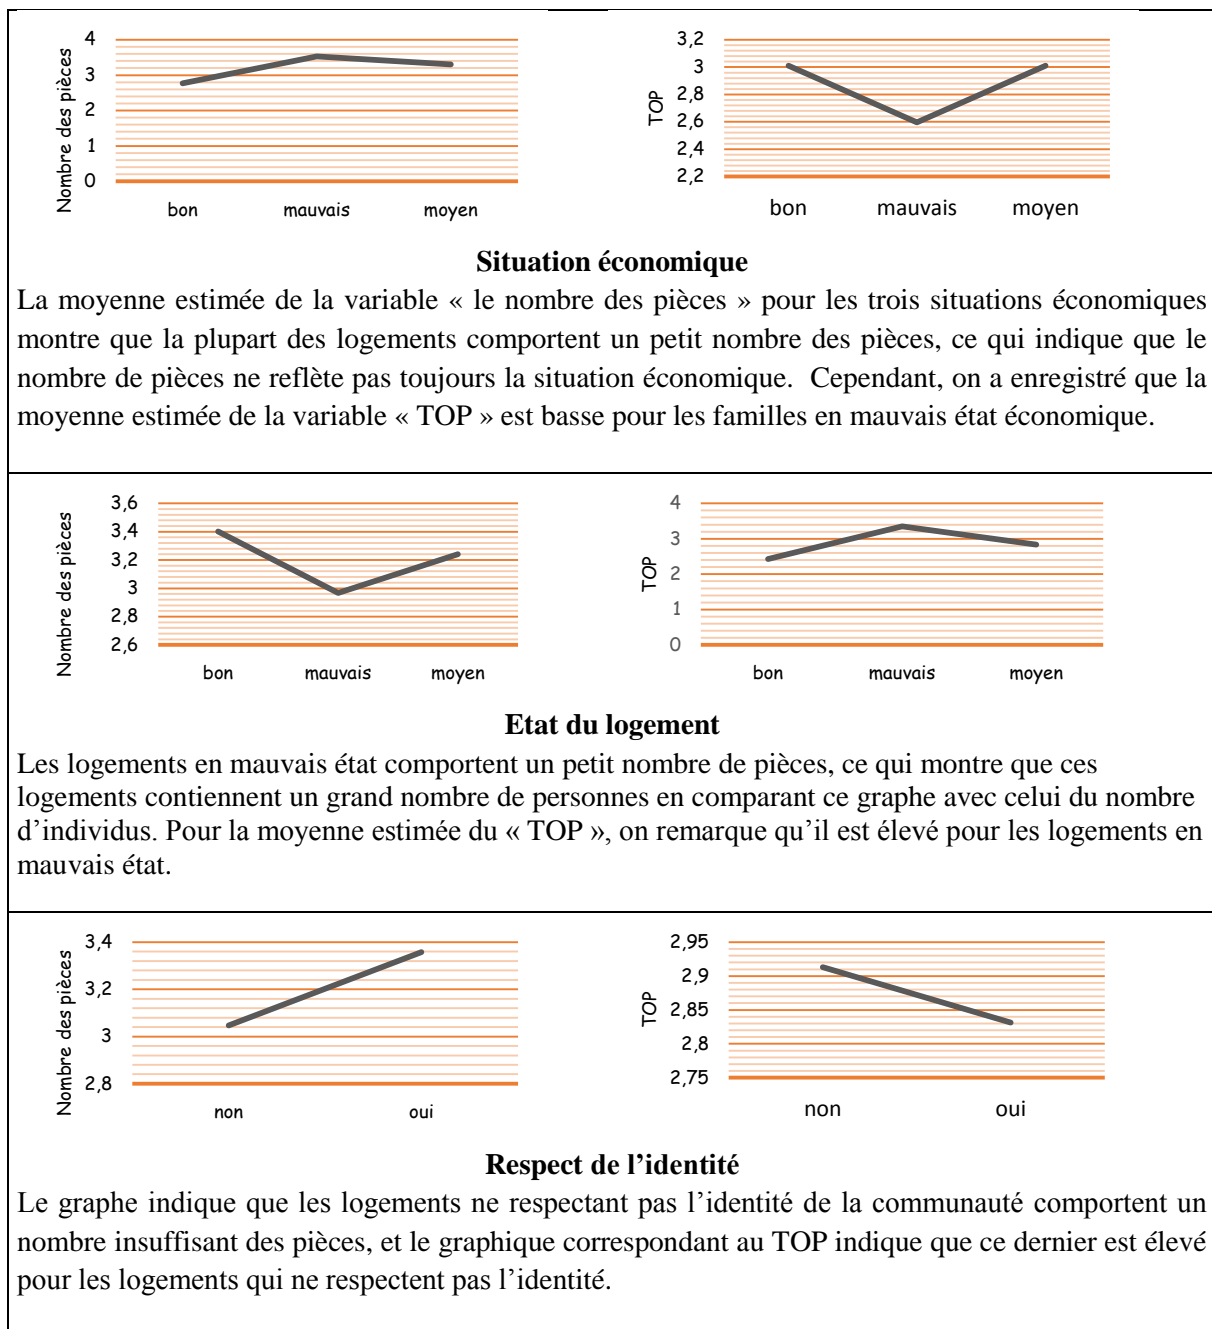 4
3
2
1
0
Nombre des pièces
bon mauvais moyen
3,2
3
2,8
2,6
2,4
2,2
TOP
bon mauvais moyen
Situation économique
La moyenne estimée de la variable « le nombre des pièces » pour les trois situations économiques
montre que la plupart des logements comportent un petit nombre des pièces, ce qui indique que le
nombre de pièces ne reflète pas toujours la situation économique. Cependant, on a enregistré que la
moyenne estimée de la variable « TOP » est basse pour les familles en mauvais état économique.
3,6
3,4
3,2
3
2,8
2,6
Nombre des pièces
bon mauvais moyen
4
3
2
1
0
TOP
bon mauvais moyen
Etat du logement
Les logements en mauvais état comportent un petit nombre de pièces, ce qui montre que ces
logements contiennent un grand nombre de personnes en comparant ce graphe avec celui du nombre
d’individus. Pour la moyenne estimée du « TOP », on remarque qu’il est élevé pour les logements en
mauvais état.
3,4
3,2
3
2,8
Nombre des pièces
non oui
2,95
2,9
2,85
2,8
2,75
TOP
non oui
Respect de l’identité
Le graphe indique que les logements ne respectant pas l’identité de la communauté comportent un
nombre insuffisant des pièces, et le graphique correspondant au TOP indique que ce dernier est élevé
pour les logements qui ne respectent pas l’identité.